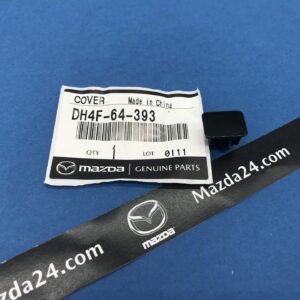 COVER Made in China
DH4F-64-393
QTY 1 LOT 0111
mazda GENUINE PARTS
Mazda24.com
mazda
Mazda24.com